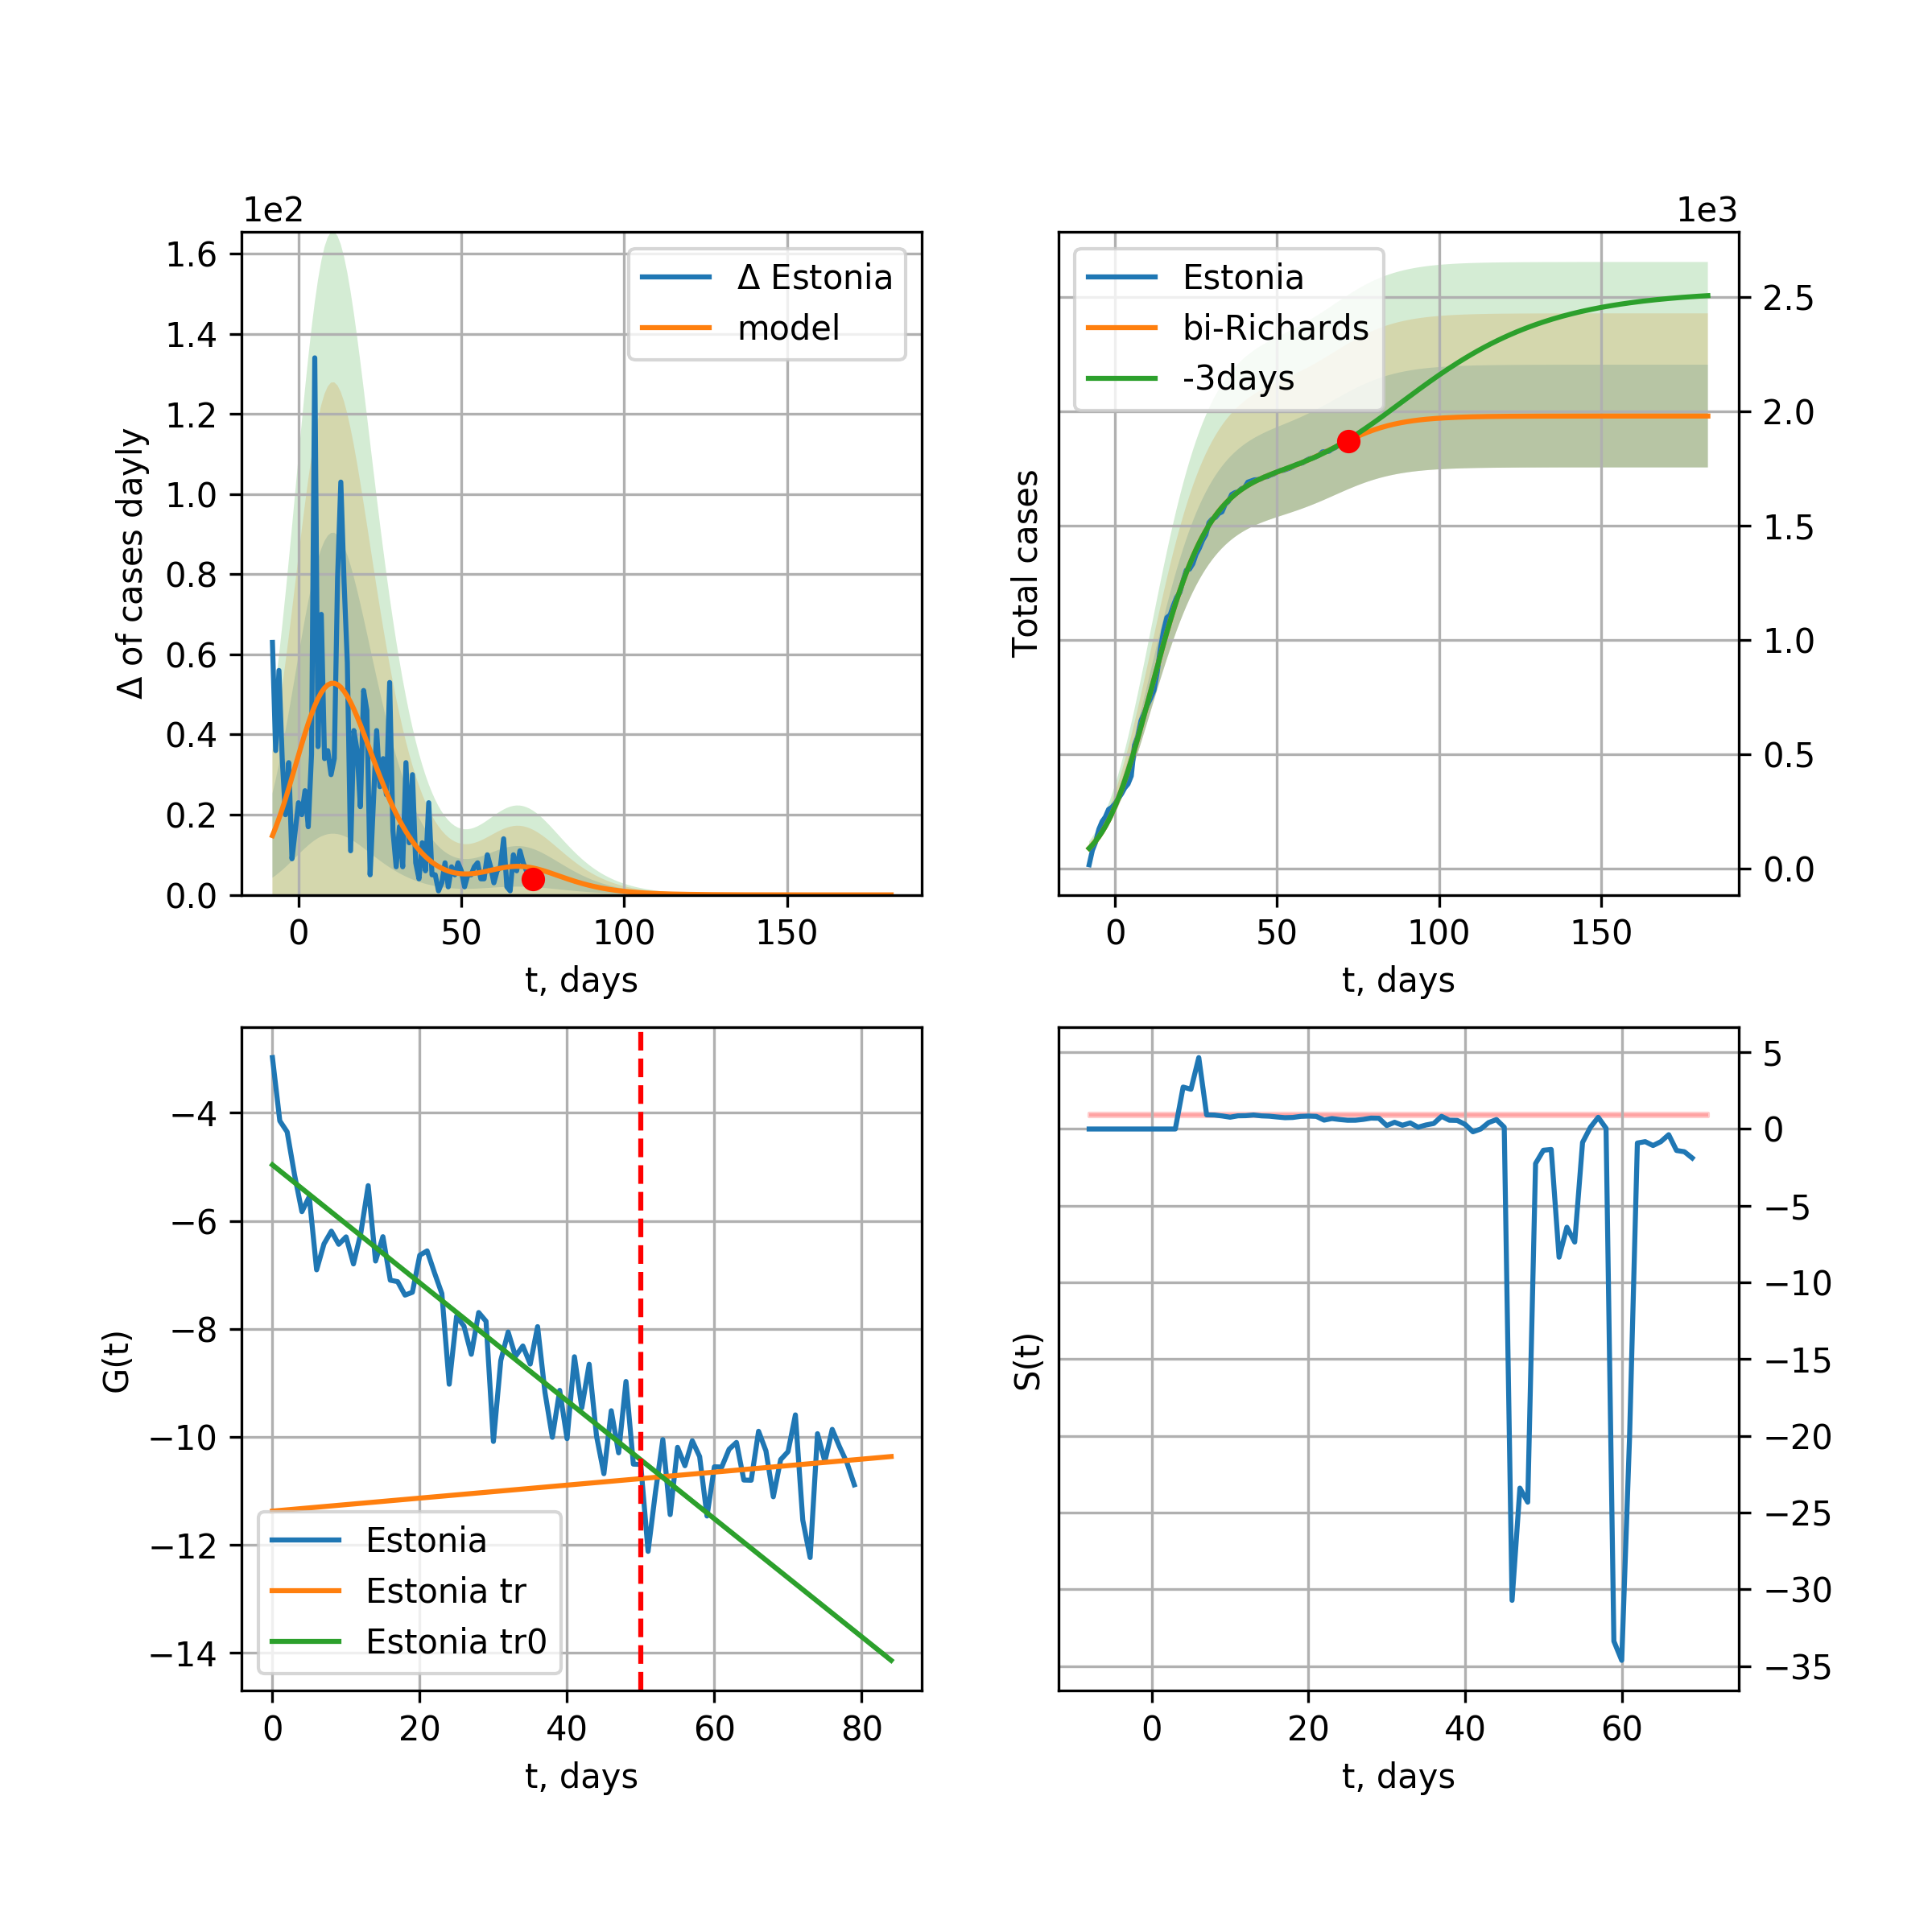 1e2
1.6
1.4
1.2
1.0
0.8
0.6
0.4
0.2
0.0
Δ of cases dayly
Δ Estonia
model
0 50 100 150
t, days
1e3
Estonia
bi-Richards
-3days
Total cases
2.5
2.0
1.5
1.0
0.5
0.0
0 50 100 150
t, days
−4
−6
−8
−10
−12
−14
G(t)
Estonia
Estonia tr
Estonia tr0
0 20 40 60 80
t, days
S(t)
5
0
−5
−10
−15
−20
−25
−30
−35
0 20 40 60
t, days